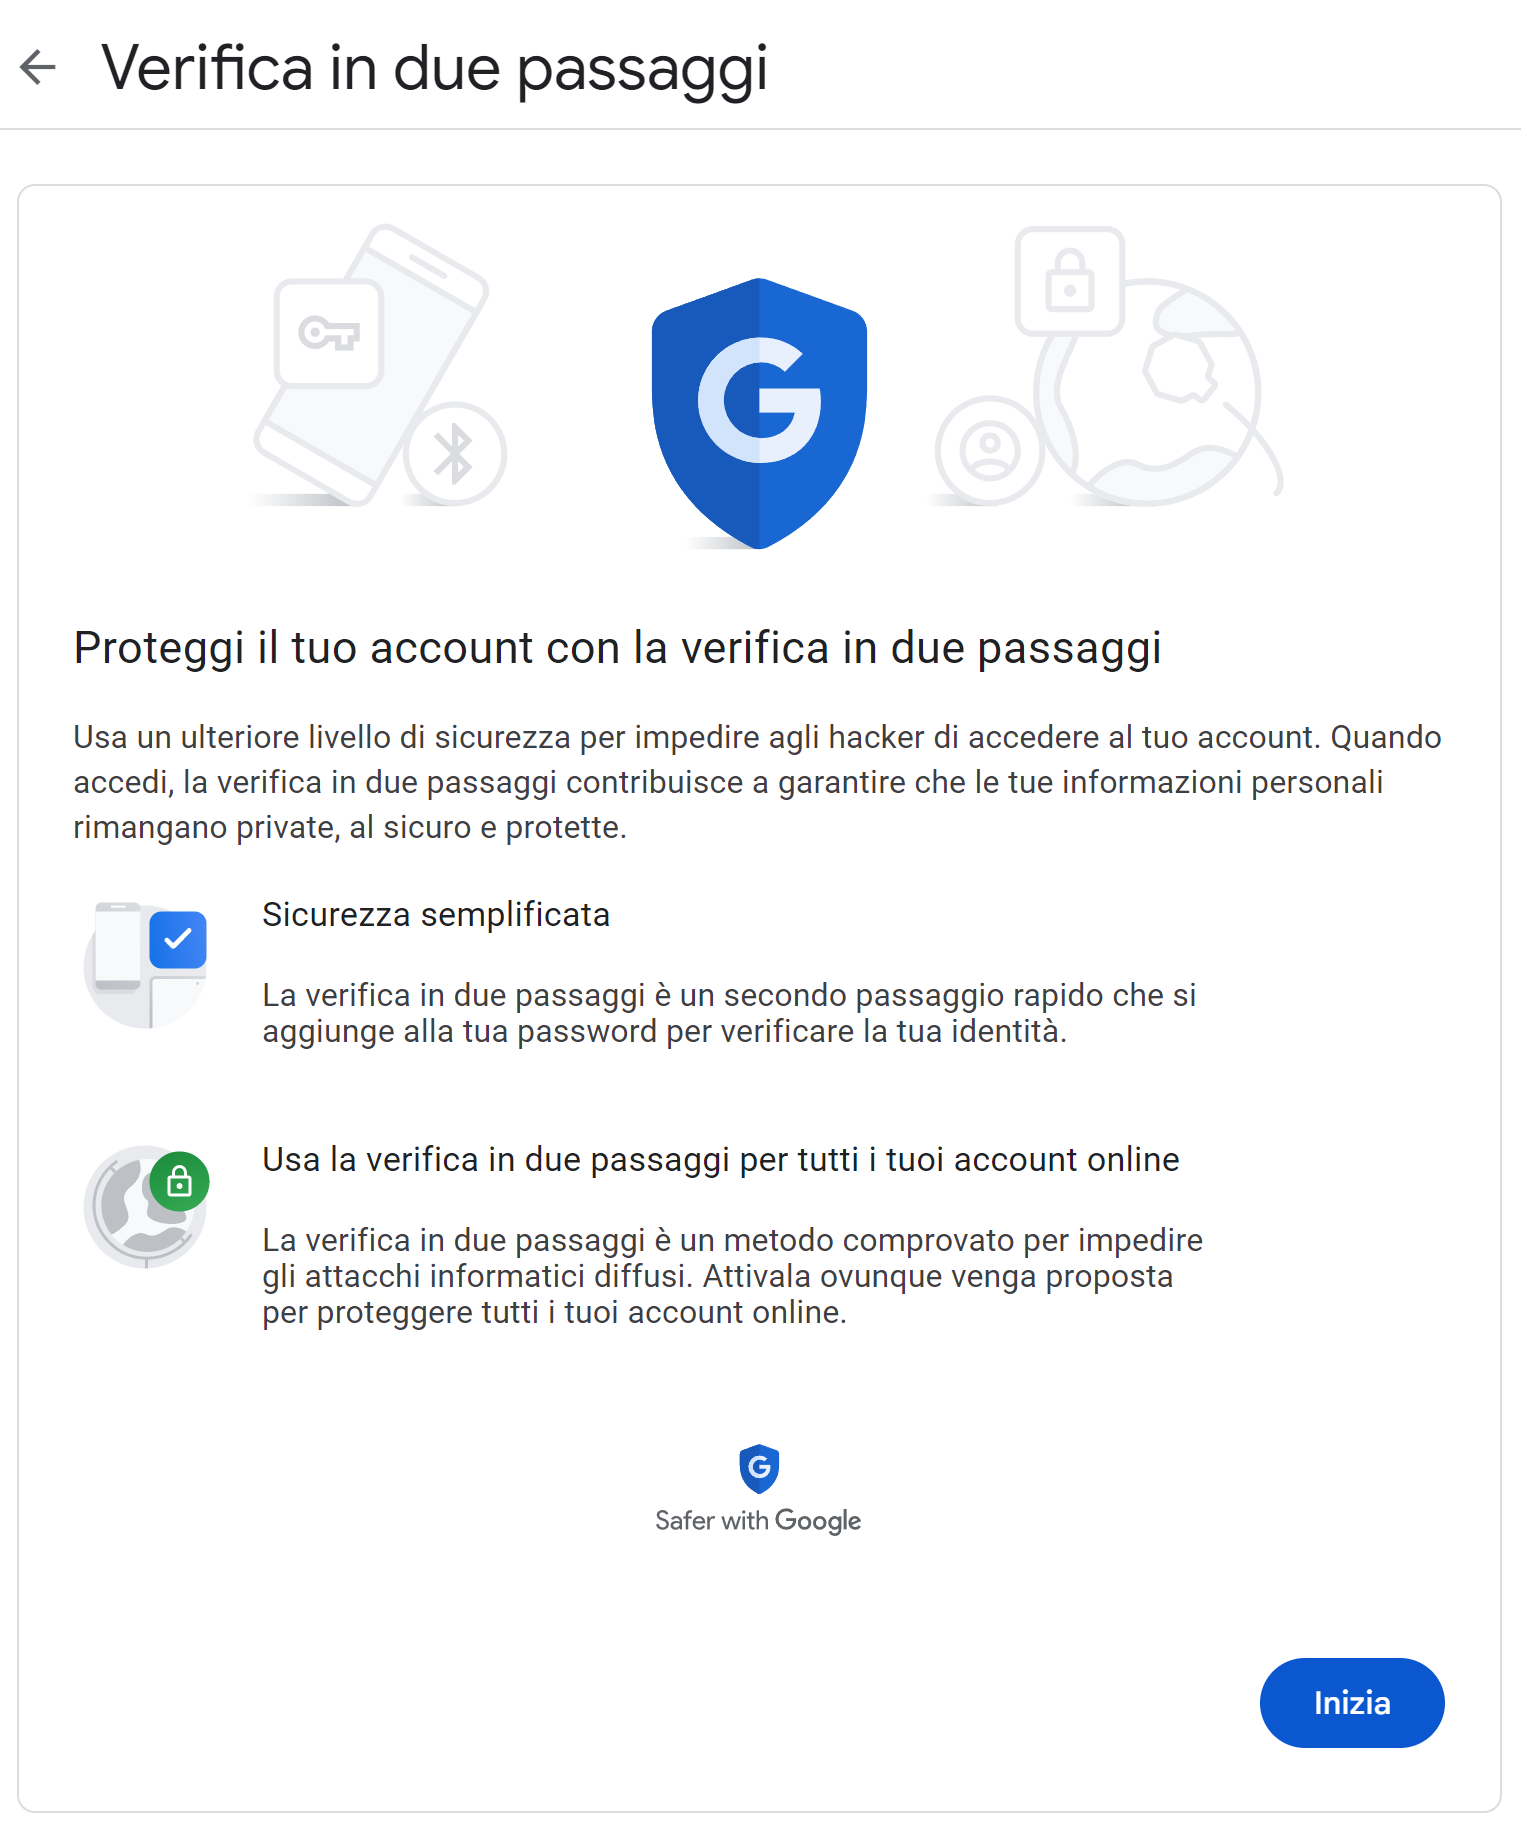 Verifica in due passaggi
Proteggi il tuo account con la verifica in due passaggi
Usa un ulteriore livello di sicurezza per impedire agli hacker di accedere al tuo account. Quando
accedi, la verifica in due passaggi contribuisce a garantire che le tue informazioni personali
rimangano private, al sicuro e protette.
Sicurezza semplificata
La verifica in due passaggi è un secondo passaggio rapido che si
aggiunge alla tua password per verificare la tua identità.
Usa la verifica in due passaggi per tutti i tuoi account online
La verifica in due passaggi è un metodo comprovato per impedire
gli attacchi informatici diffusi. Attivala ovunque venga proposta
per proteggere tutti i tuoi account online.
Safer with Google
Inizia